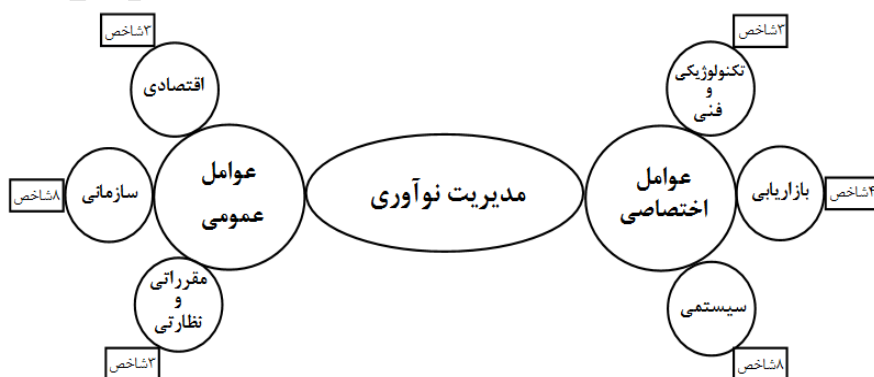 ۳شاخص
تکنولوژیکی
و
فنی
عوامل
اختصاصی
بازاریابی
۴شاخص
سیستمی
۸شاخص
مدیریت نوآوری
۳شاخص
اقتصادی
عوامل
عمومی
سازمانی
۸شاخص
مقرراتی
و
نظارتی
۳شاخص